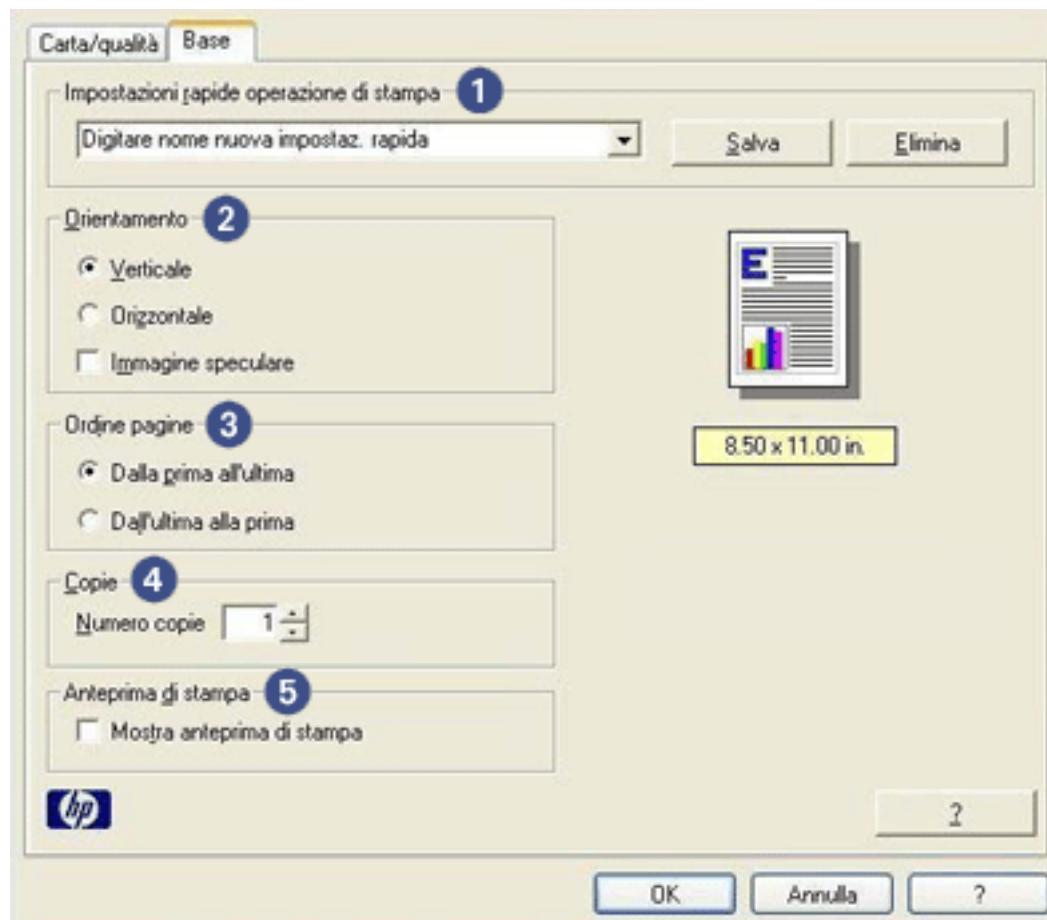 Carta/qualità Base
Impostazioni rapide operazione di stampa 1
Digitare nome nuova impostaz. rapida Salva Elimina
Orientamento 2
Verticale
Orizzontale
Immagine speculare
E
8.50 x 11.00 in.
Ordine pagine 3
Dalla prima all'ultima
Dall'ultima alla prima
Copie 4
Numero copie 1
Anteprima di stampa 5
Mostra anteprima di stampa
hp
?
OK Annulla ?